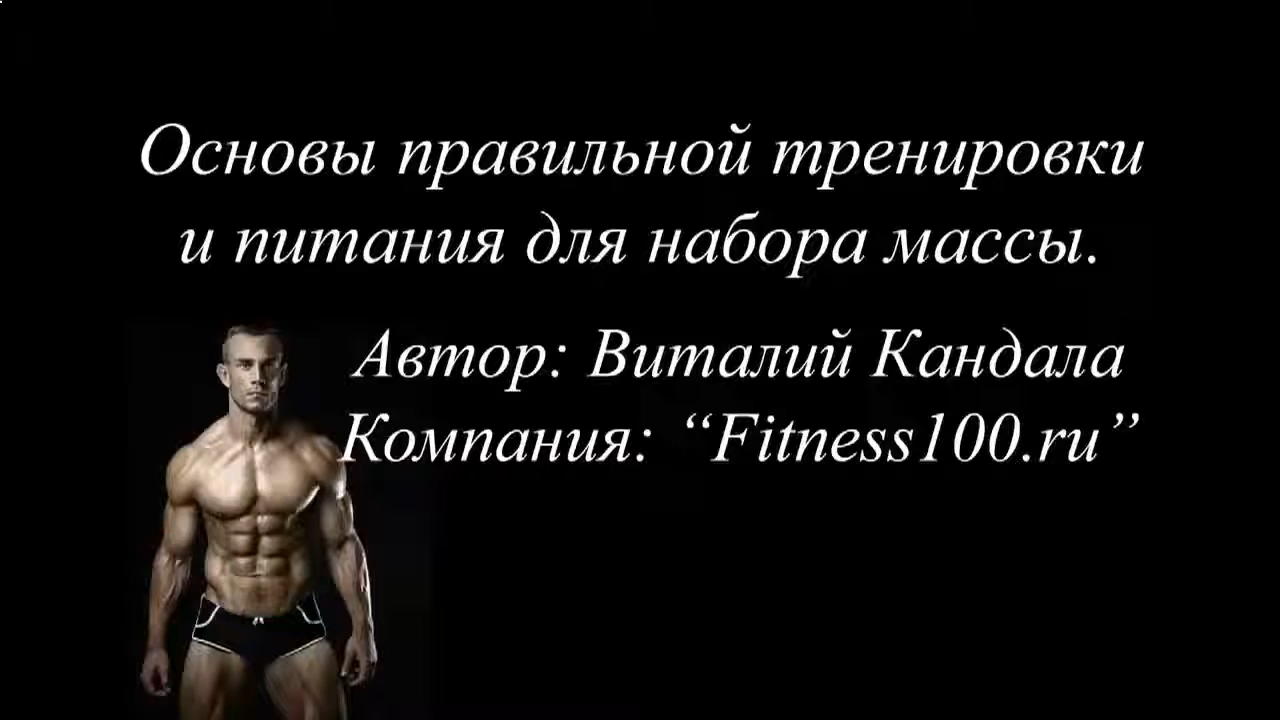 Основы правильной тренировки
и питания для набора массы.
Автор: Виталий Кандала
Компания: “Fitness100.ru”